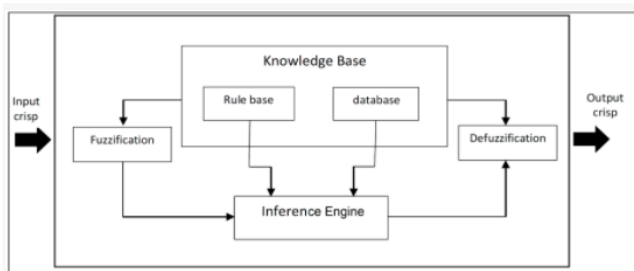 Knowledge Base
Input
crisp
Rule base
database
Output
crisp
Fuzzification
Defuzzification
Inference Engine